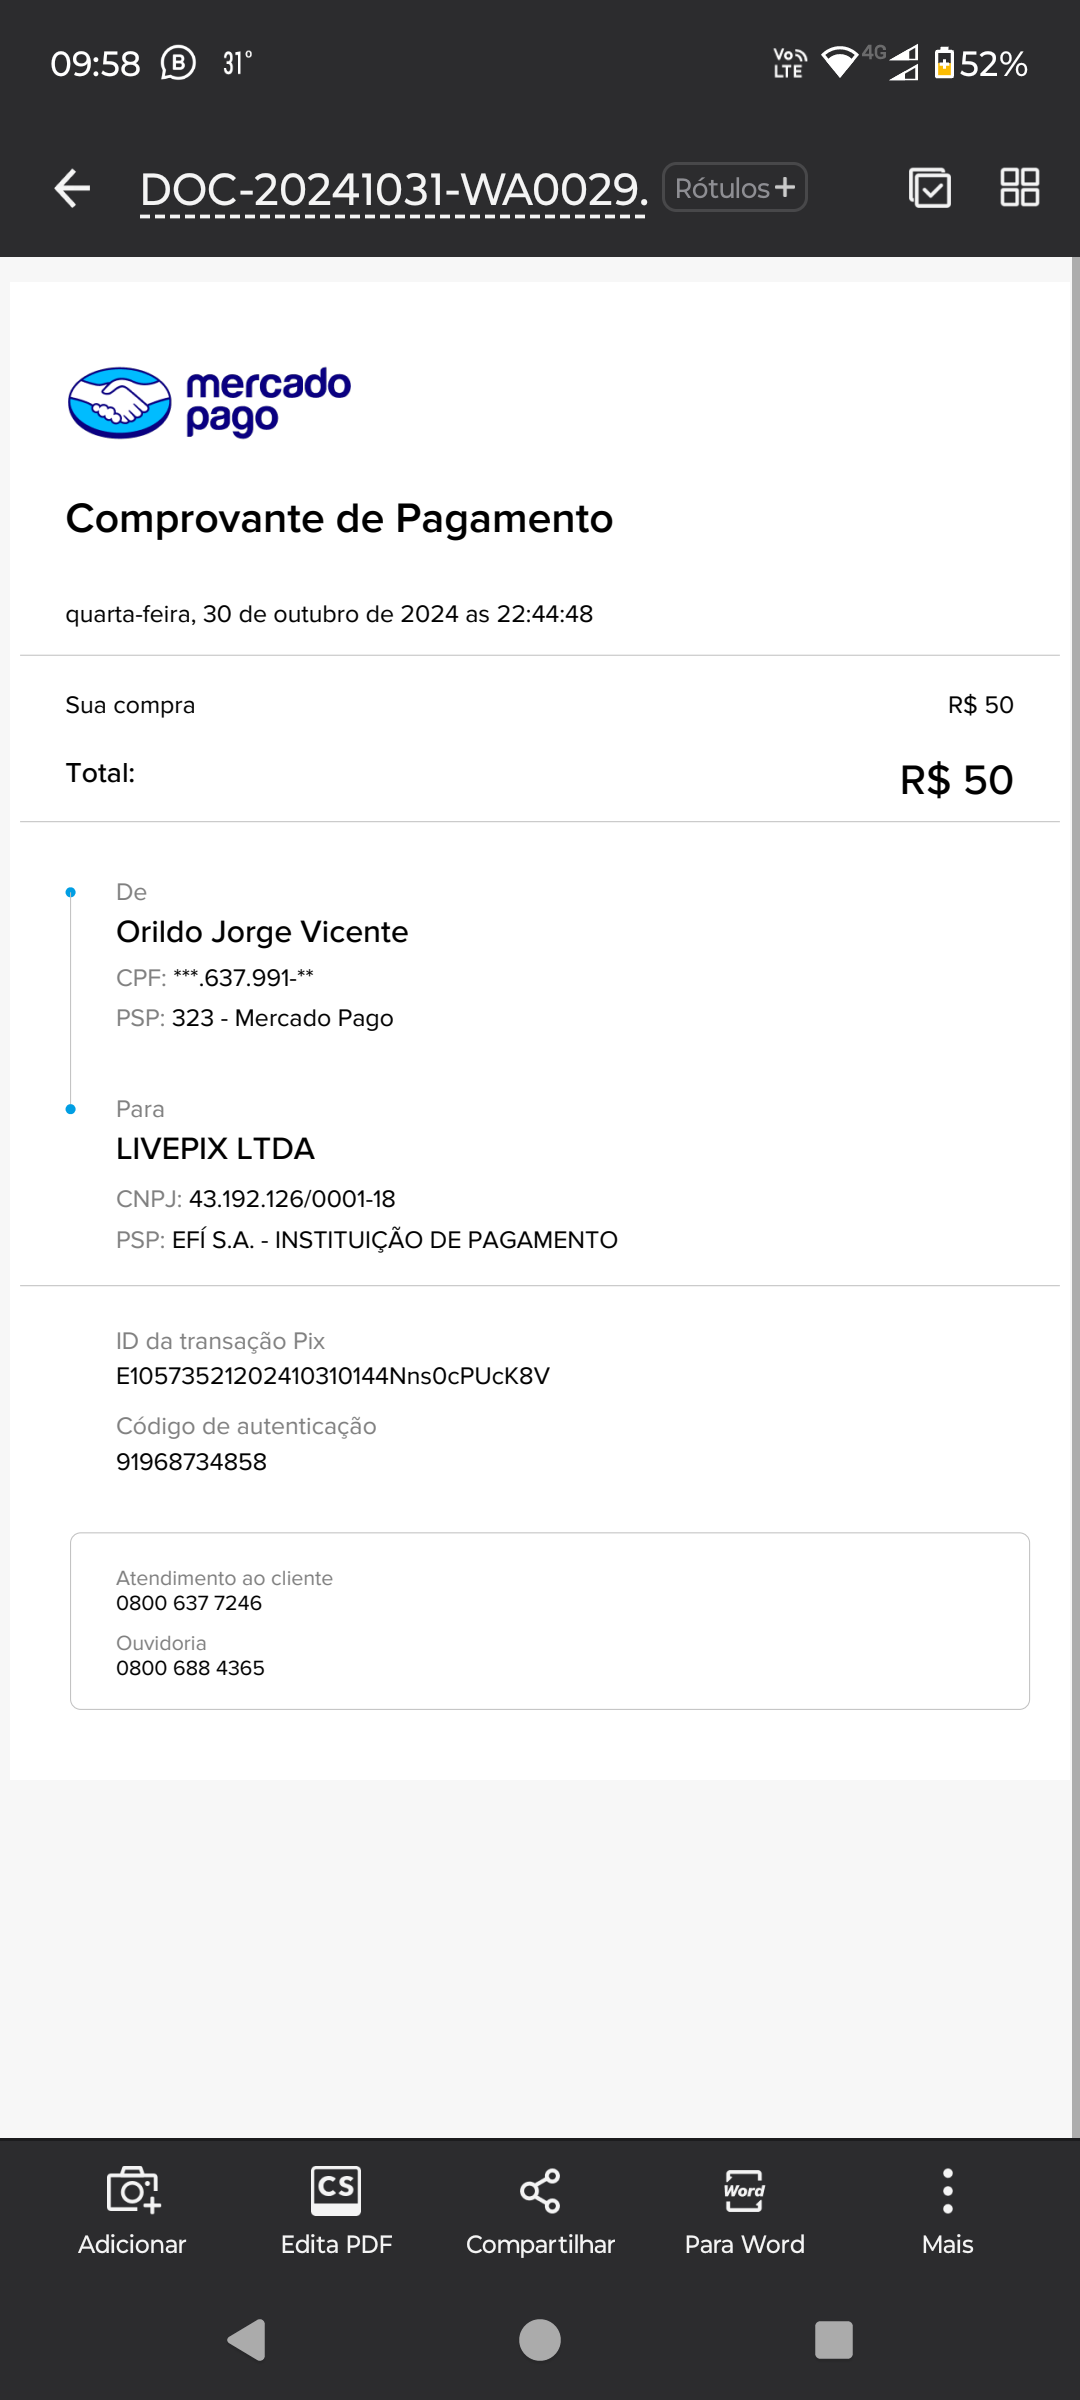 09:58 B 31°
Vo LTE 4G 52%
DOC-20241031-WA0029.
Rótulos+
mercado
pago
Comprovante de Pagamento
quarta-feira, 30 de outubro de 2024 as 22:44:48
Sua compra R$ 50
Total: R$ 50
De
Orildo Jorge Vicente
CPF: ***.637.991-**
PSP: 323 - Mercado Pago
Para
LIVEPIX LTDA
CNPJ: 43.192.126/0001-18
PSP: EFÍ S.A. - INSTITUIÇÃO DE PAGAMENTO
ID da transação Pix
E10573521202410310144Nns0cPUcK8V
Código de autenticação
91968734858
Atendimento ao cliente
0800 637 7246
Ouvidoria
0800 688 4365
CS Word
Adicionar Edita PDF Compartilhar Para Word Mais